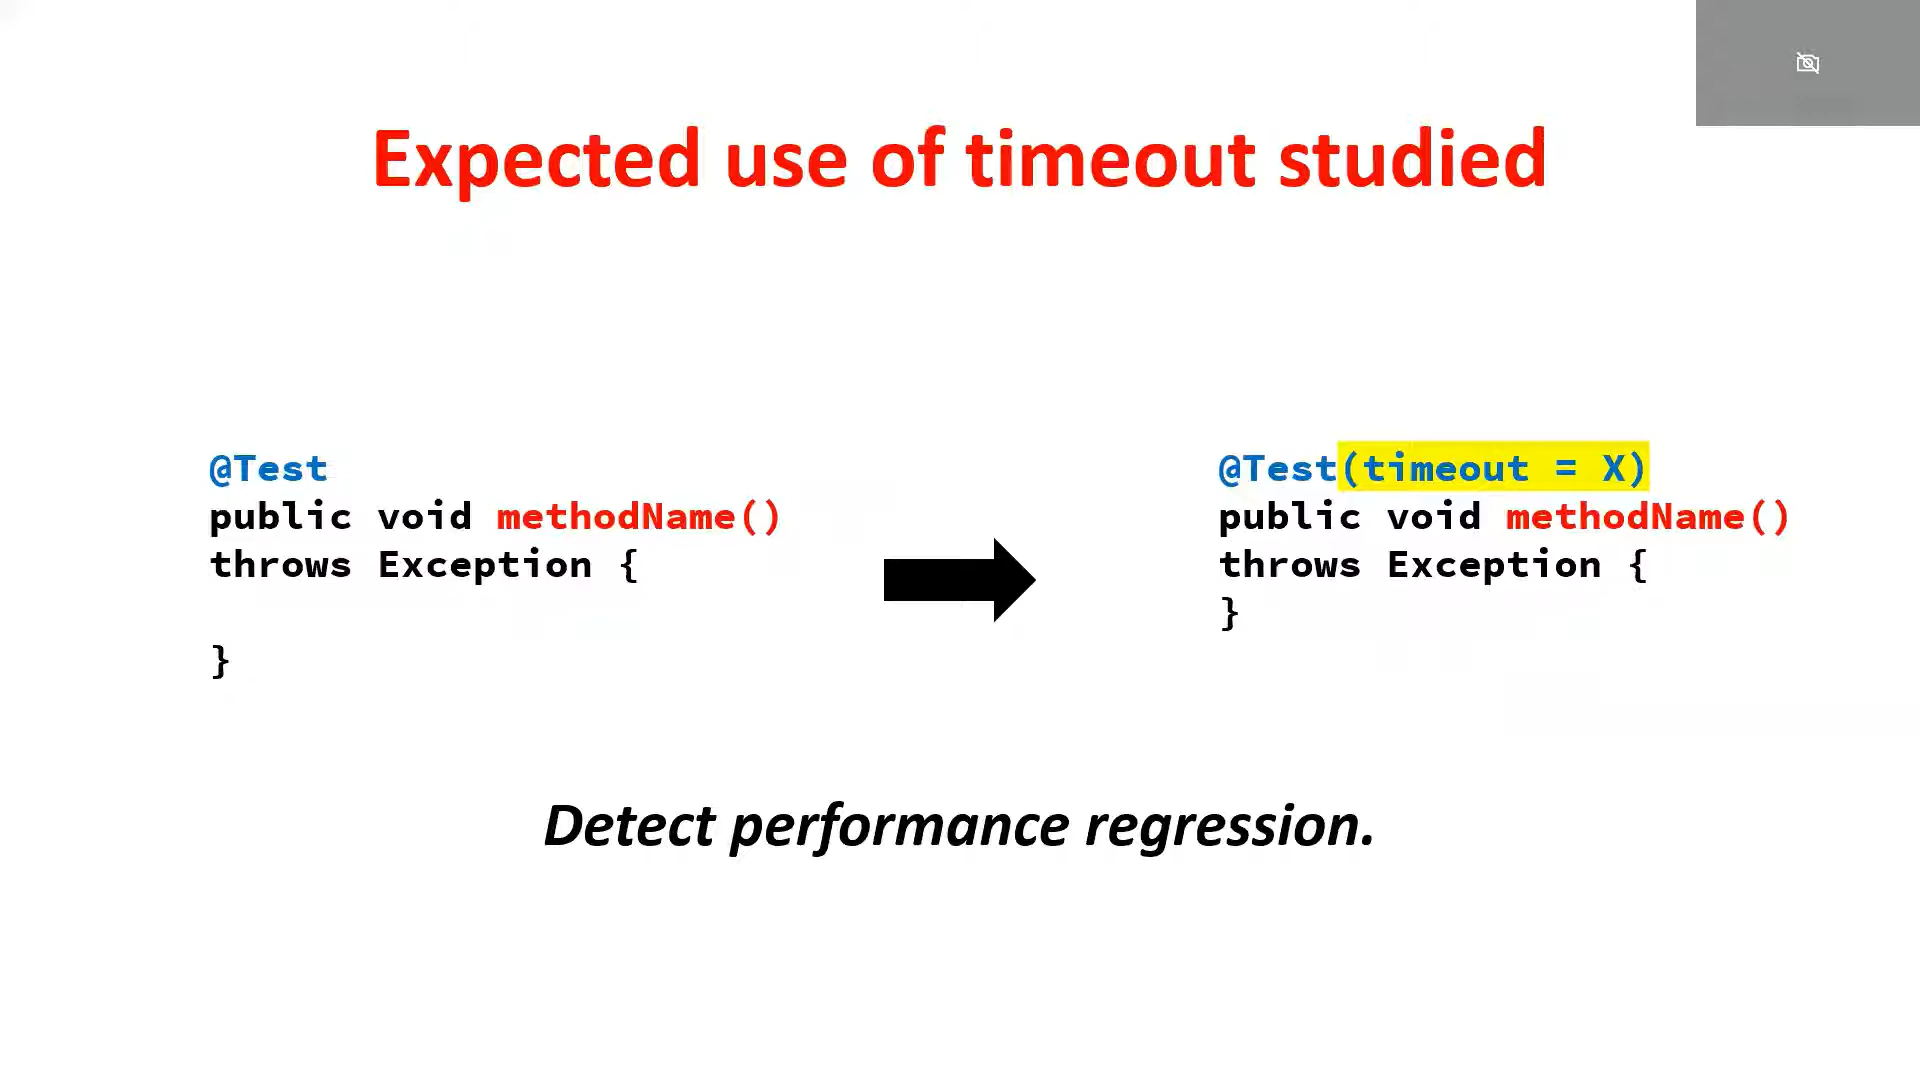 Expected use of timeout studied
@Test
public void methodName()
throws Exception {
}
@Test(timeout = X)
public void methodName()
throws Exception {
}
Detect performance regression.